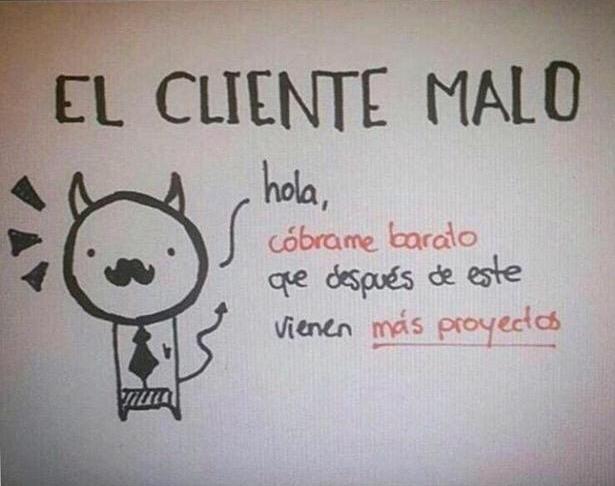 EL CLIENTE MALO
hola,
cóbrame barato
que después de este
vienen más proyectos